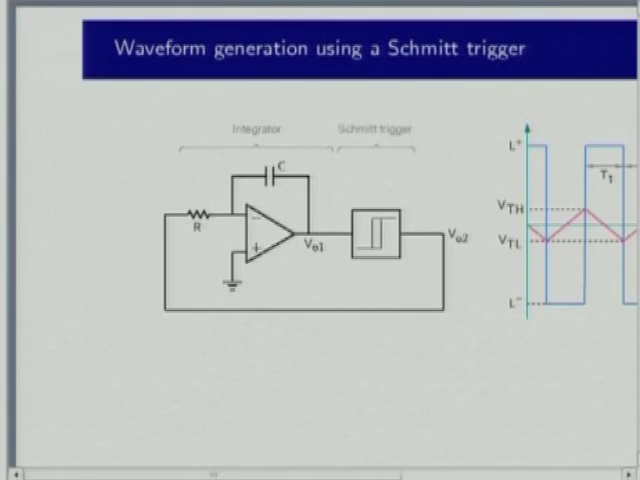 Waveform generation using a Schmitt trigger
Integrator
Schmitt trigger
C
R
−
+
Vo1
Vo2
L+
T1
VTH
VTL
L−